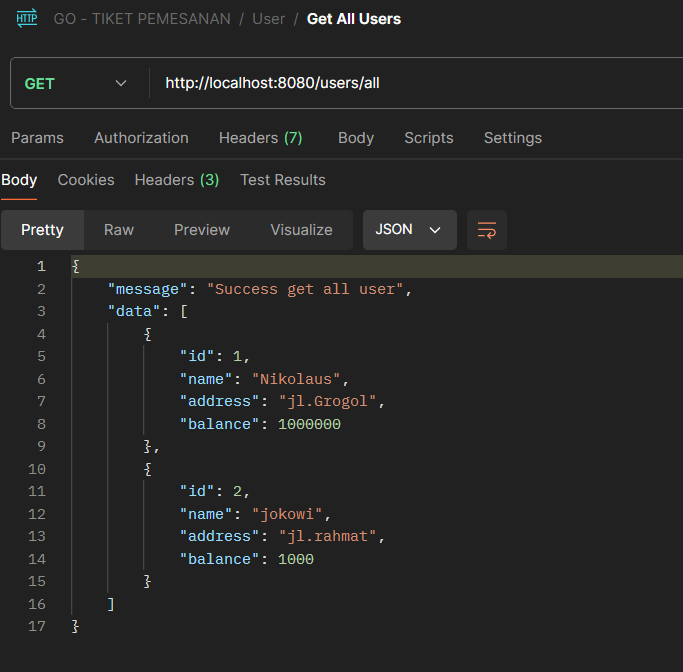 HTTP GO - TIKET PEMESANAN / User / Get All Users
GET http://localhost:8080/users/all
Params Authorization Headers (7) Body Scripts Settings
Body Cookies Headers (3) Test Results
Pretty Raw Preview Visualize JSON
1 {
2 "message": "Success get all user",
3 "data": [
4 {
5 "id": 1,
6 "name": "Nikolaus",
7 "address": "jl.Grogol",
8 "balance": 1000000
9 },
10 {
11 "id": 2,
12 "name": "jokowi",
13 "address": "jl.rahmat",
14 "balance": 1000
15 }
16 ]
17 }